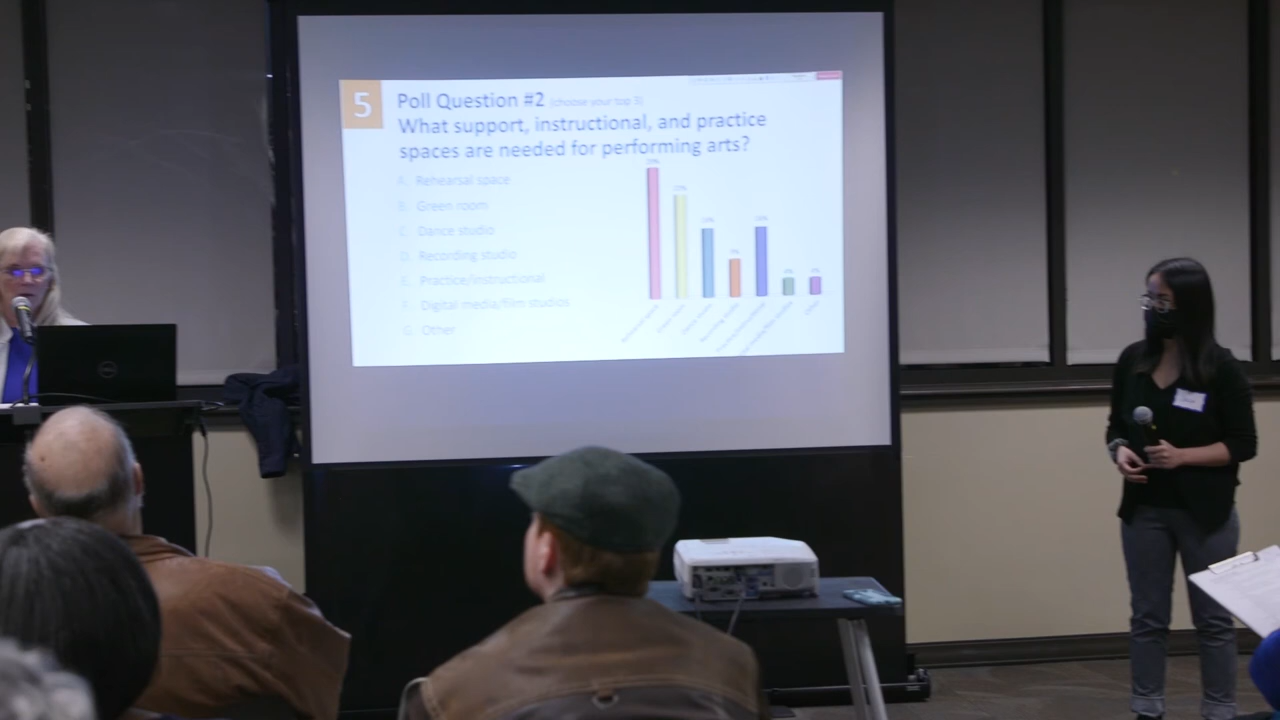 5
Poll Question #2 (choose your top 3)
What support, instructional, and practice
spaces are needed for performing arts?
A. Rehearsal space
B. Green room
C. Dance studio
D. Recording studio
E. Practice/instructional
F. Digital media/film studios
G. Other
DELL